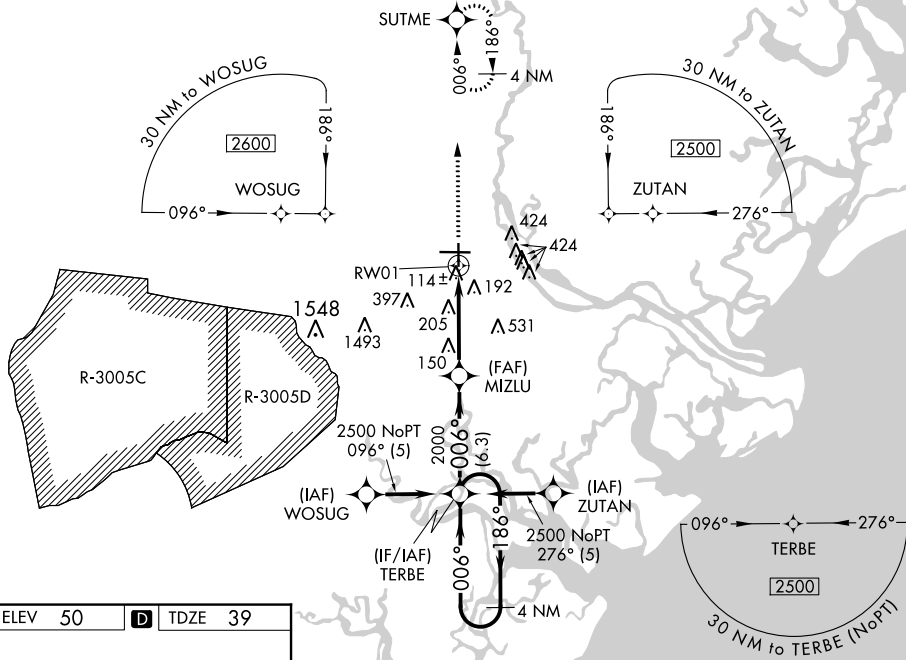 SUTME
186°
006°
4 NM
30 NM to WOSUG
2600
186°
WOSUG
096°
30 NM to ZUTAN
2500
186°
ZUTAN
276°
424
424
RW01
114±
192
397
205
531
1548
1493
150
R-3005C
R-3005D
(FAF)
MIZLU
2500 NoPT
096° (5)
2000
006°
(6.3)
(IAF)
WOSUG
(IAF)
ZUTAN
2500 NoPT
276° (5)
(IF/IAF)
TERBE
186°
006°
4 NM
096°
276°
TERBE
2500
30 NM to TERBE (NoPT)
ELEV 50 D TDZE 39